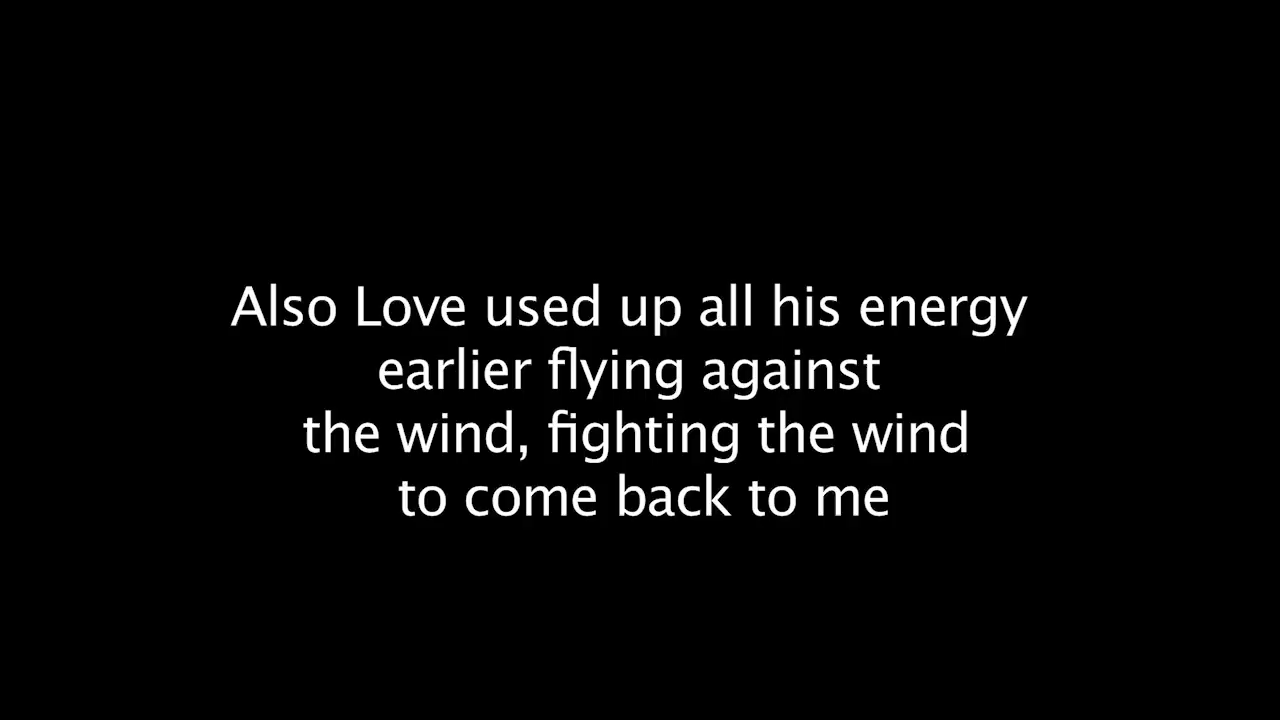 Also Love used up all his energy
earlier flying against
the wind, fighting the wind
to come back to me